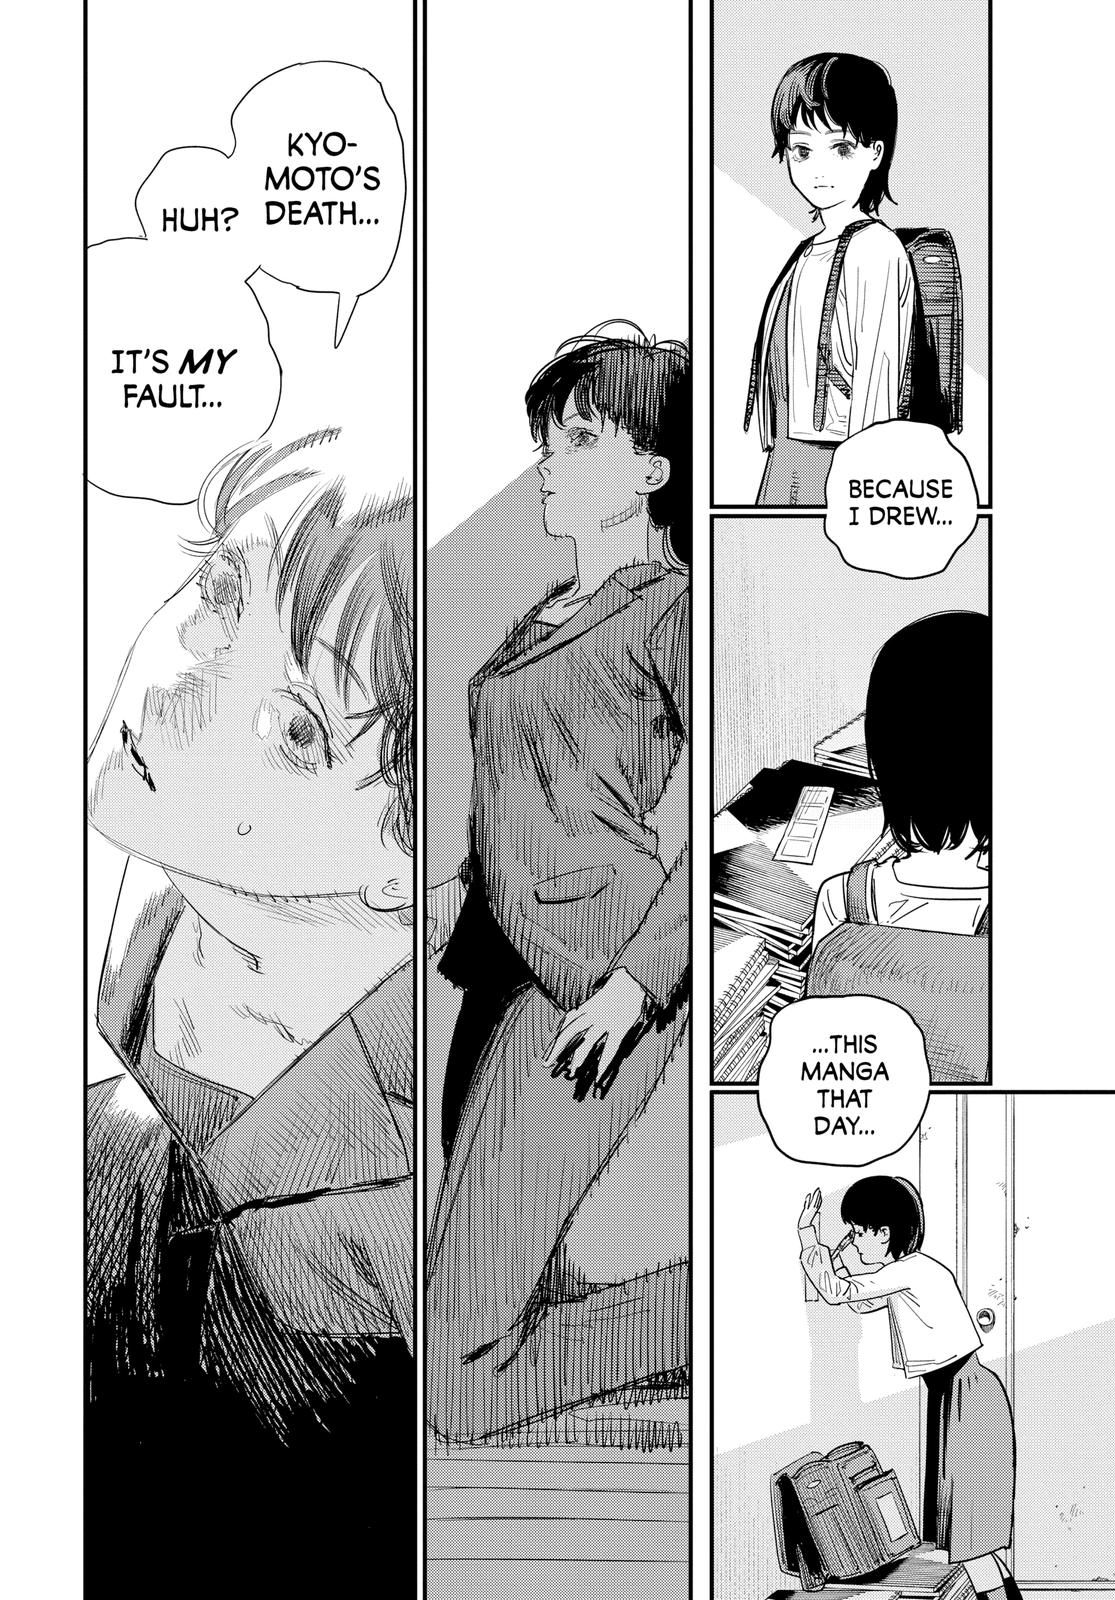 BECAUSE
I DREW...
...THIS
MANGA
THAT
DAY...
KYO-
MOTO'S
DEATH...
HUH?
IT'S MY
FAULT...